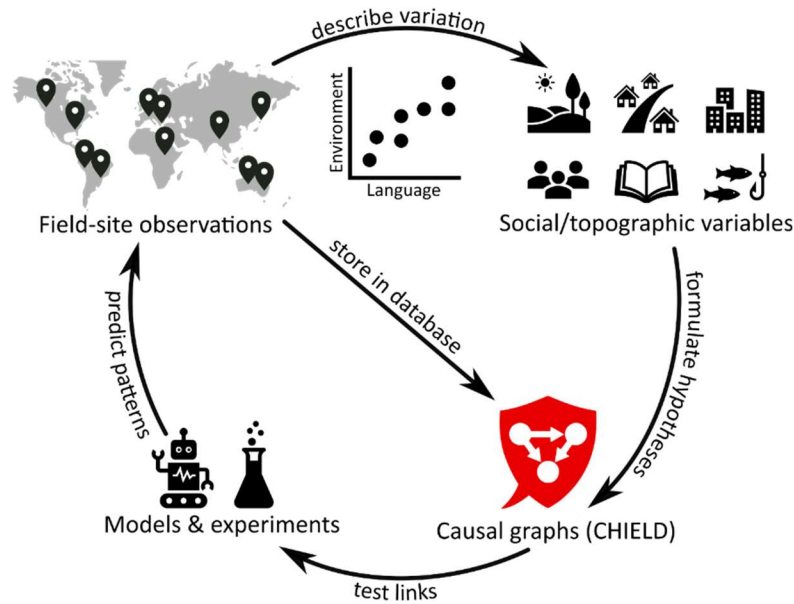 describe variation
Environment
Language
Field-site observations
Social/topographic variables
store in database
formulate hypotheses
predict patterns
Models & experiments
Causal graphs (CHIELD)
test links